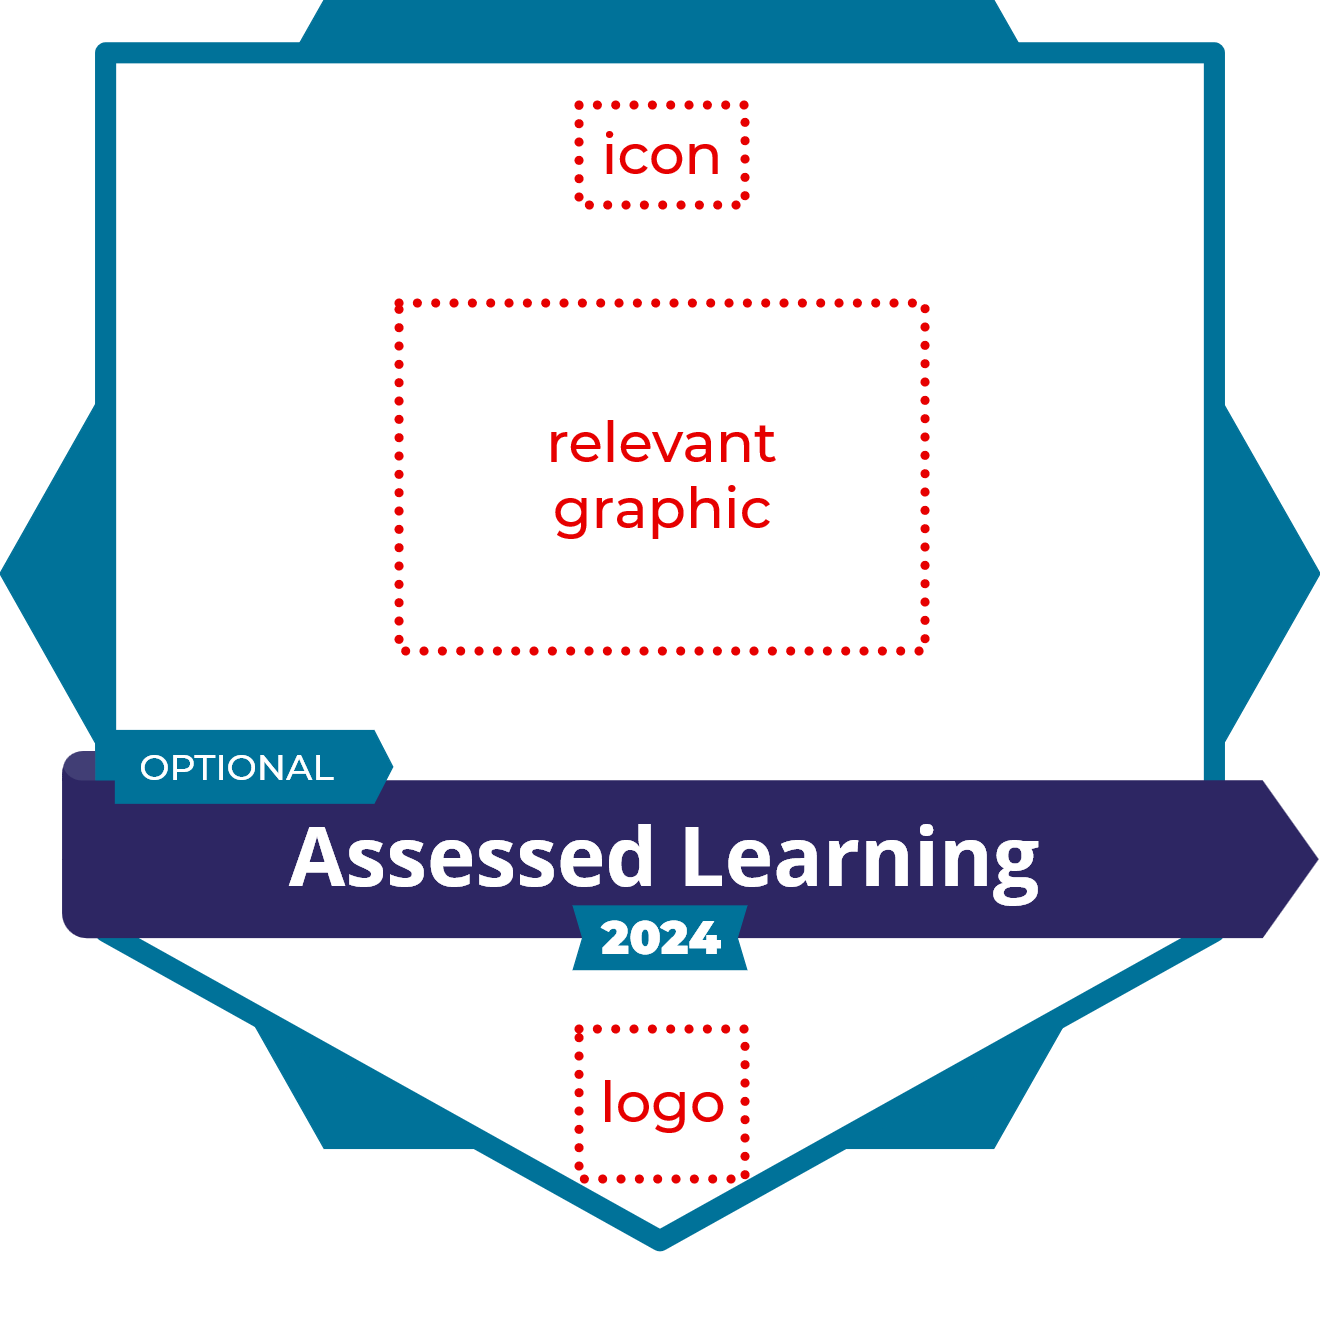 icon
relevant
graphic
OPTIONAL
Assessed Learning
2024
logo